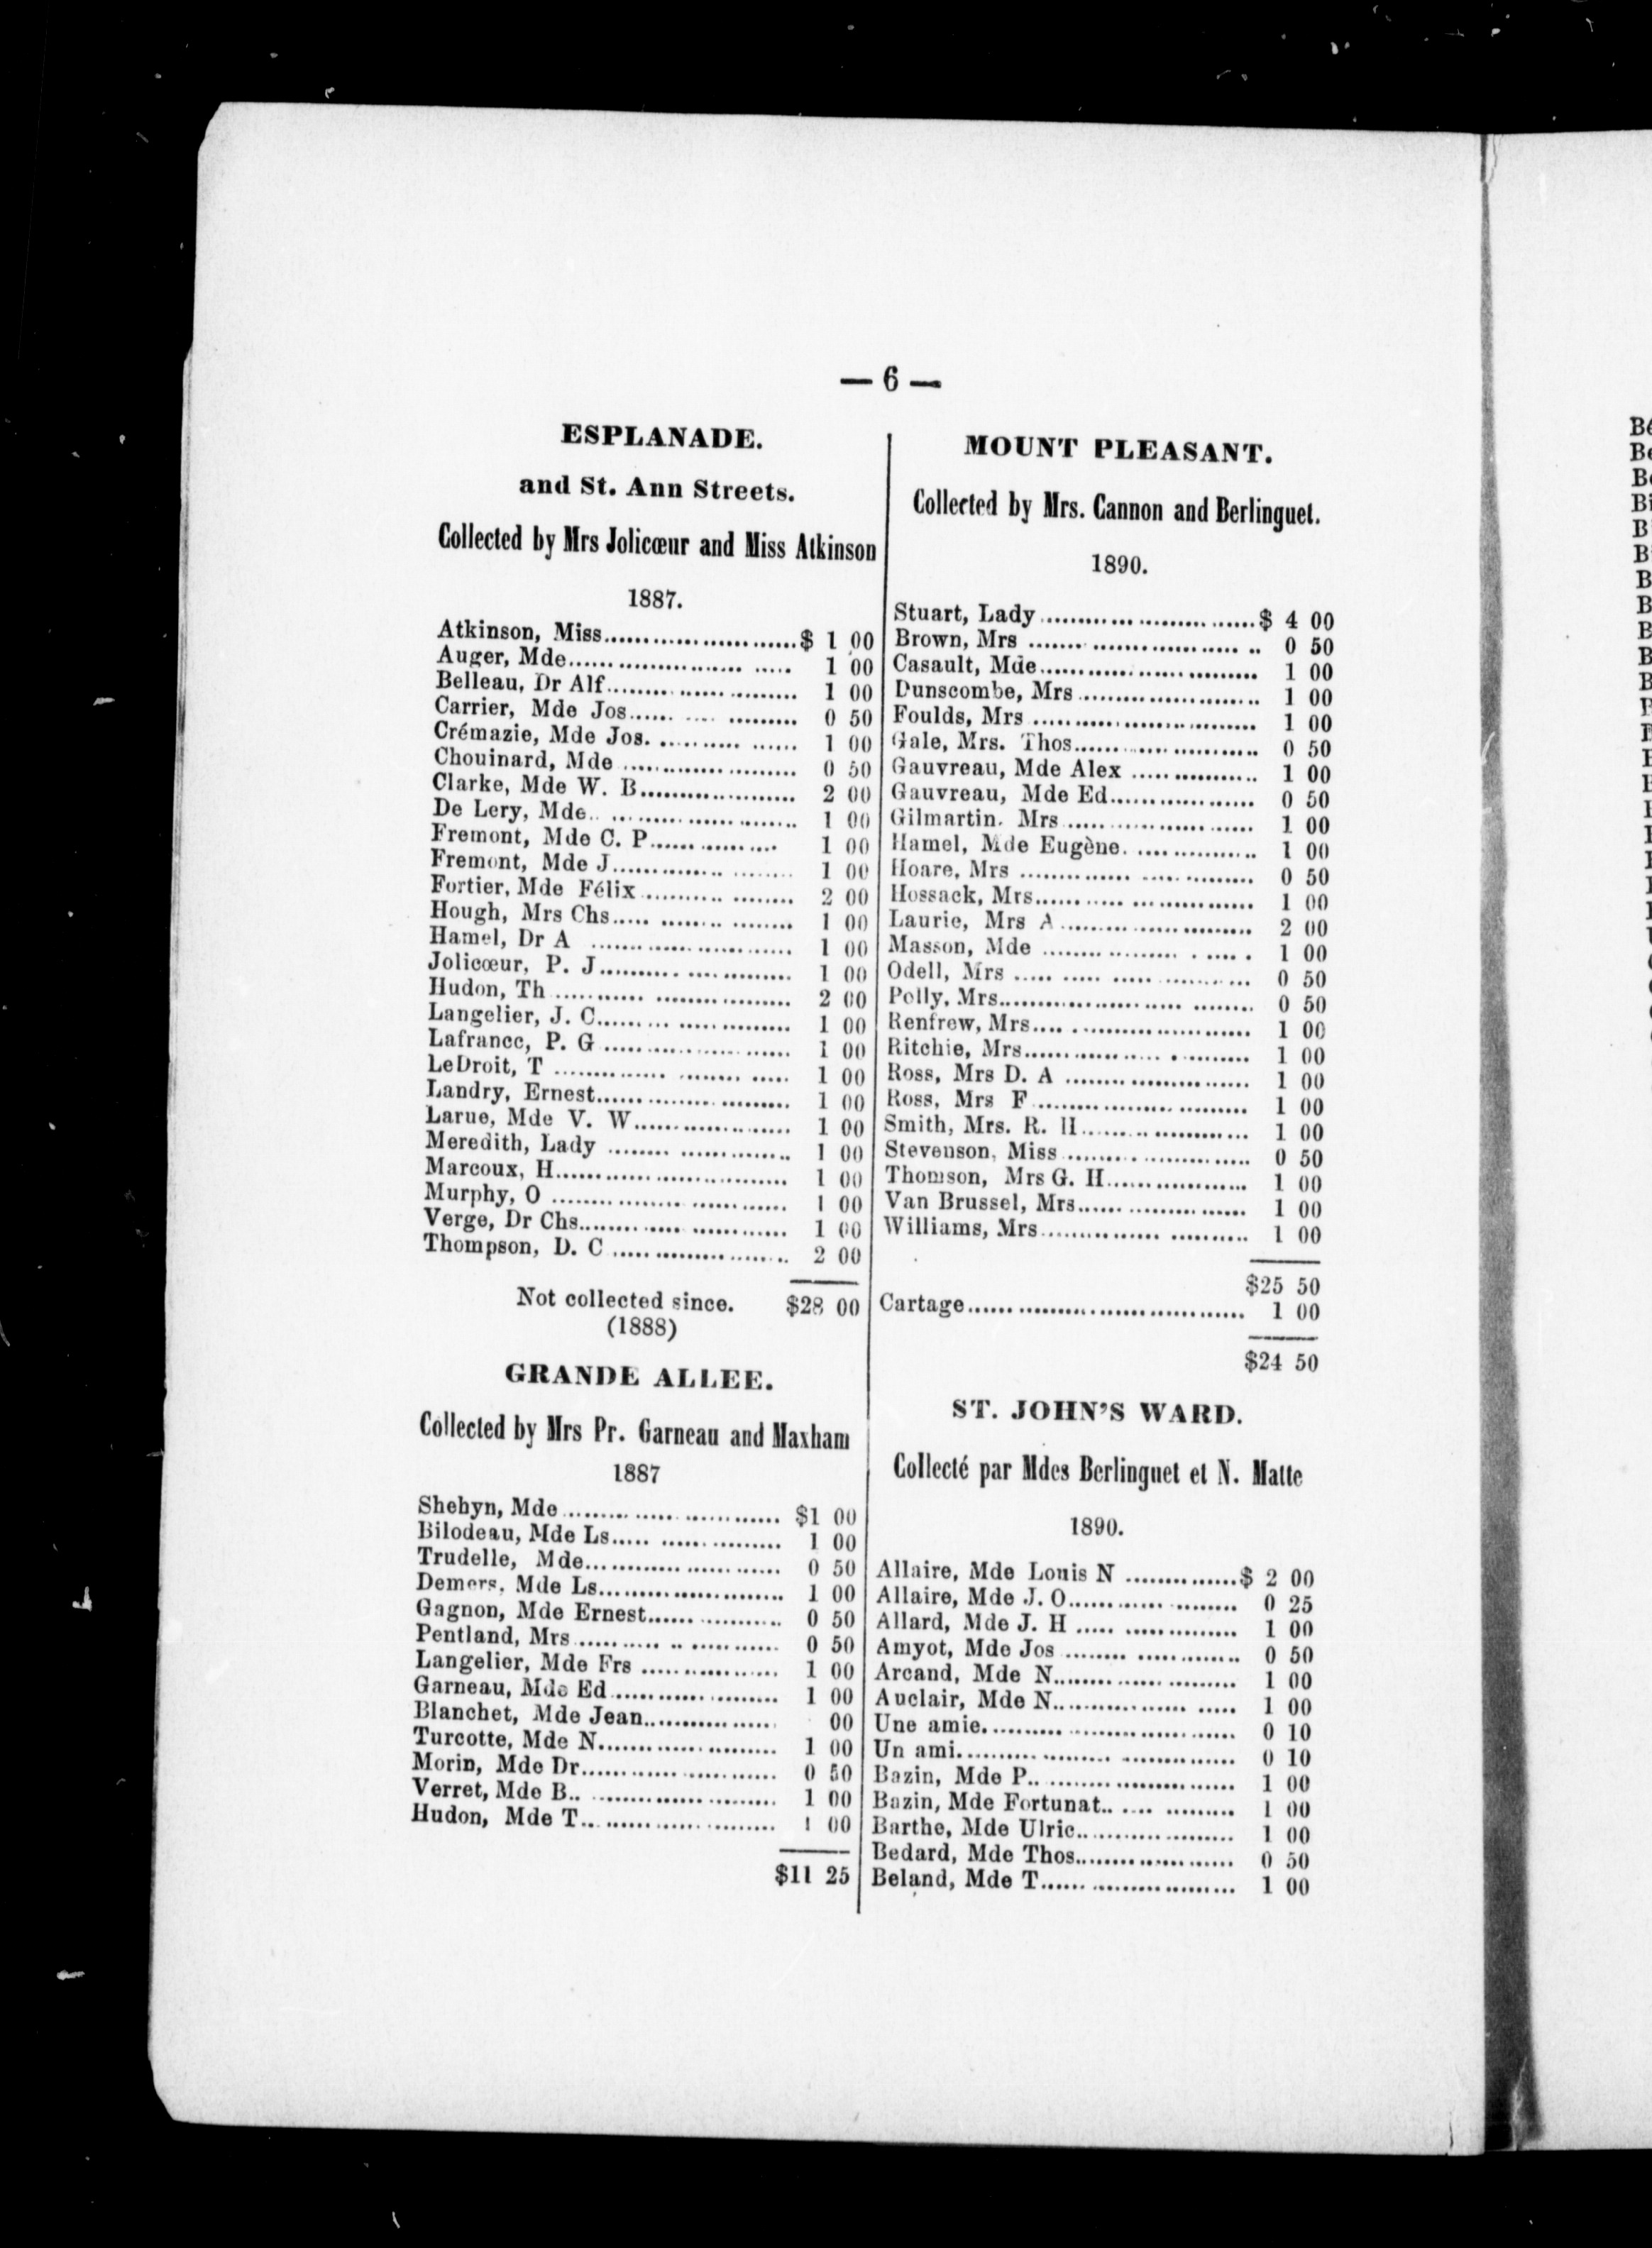 — 6 —
ESPLANADE.
and St. Ann Streets.
Collected by Mrs Jolicœur and Miss Atkinson
1887.
Atkinson, Miss........................$ 1 00
Auger, Mde........................... 1 00
Belleau, Dr Alf........................ 1 00
Carrier, Mde Jos...................... 0 50
Crémazie, Mde Jos. .................. 1 00
Chouinard, Mde ...................... 0 50
Clarke, Mde W. B.................... 2 00
De Lery, Mde.. ....................... 1 00
Fremont, Mde C. P................ 1 00
Fremont, Mde J....................... 1 00
Fortier, Mde Félix ................... 2 00
Hough, Mrs Chs....................... 1 00
Hamel, Dr A .......................... 1 00
Jolicœur, P. J......................... 1 00
Hudon, Th ............................. 2 00
Langelier, J. C........................ 1 00
Lafrance, P. G ........................ 1 00
LeDroit, T ............................. 1 00
Landry, Ernest........................ 1 00
Larue, Mde V. W.................... 1 00
Meredith, Lady ....................... 1 00
Marcoux, H............................. 1 00
Murphy, O ............................. 1 00
Verge, Dr Chs.......................... 1 00
Thompson, D. C ...................... 2 00
Not collected since. $28 00
(1888)
GRANDE ALLEE.
Collected by Mrs Pr. Garneau and Maxham
1887
Shehyn, Mde ........................... $1 00
Bilodeau, Mde Ls..................... 1 00
Trudelle, Mde......................... 0 50
Demers, Mde Ls....................... 1 00
Gagnon, Mde Ernest................. 0 50
Pentland, Mrs ......................... 0 50
Langelier, Mde Frs .................. 1 00
Garneau, Mde Ed..................... 1 00
Blanchet, Mde Jean................. 00
Turcotte, Mde N...................... 1 00
Morin, Mde Dr......................... 0 50
Verret, Mde B.. ....................... 1 00
Hudon, Mde T......................... 1 00
$11 25
MOUNT PLEASANT.
Collected by Mrs. Cannon and Berlinguet.
1890.
Stuart, Lady ...........................$ 4 00
Brown, Mrs ............................ 0 50
Casault, Mde........................... 1 00
Dunscombe, Mrs ...................... 1 00
Foulds, Mrs ............................ 1 00
Gale, Mrs. Thos....................... 0 50
Gauvreau, Mde Alex ................ 1 00
Gauvreau, Mde Ed................... 0 50
Gilmartin. Mrs ........................ 1 00
Hamel, Mde Eugène. ............... 1 00
Hoare, Mrs ............................. 0 50
Hossack, Mrs........................... 1 00
Laurie, Mrs A ......................... 2 00
Masson, Mde .......................... 1 00
Odell, Mrs .............................. 0 50
Polly, Mrs............................... 0 50
Renfrew, Mrs........................... 1 00
Ritchie, Mrs............................ 1 00
Ross, Mrs D. A ....................... 1 00
Ross, Mrs F............................ 1 00
Smith, Mrs. R. H..................... 1 00
Stevenson, Miss ....................... 0 50
Thomson, Mrs G. H.................. 1 00
Van Brussel, Mrs..................... 1 00
Williams, Mrs.......................... 1 00
$25 50
Cartage................................... 1 00
$24 50
ST. JOHN'S WARD.
Collecté par Mdes Berlinguet et N. Matte
1890.
Allaire, Mde Louis N ..............$ 2 00
Allaire, Mde J. O..................... 0 25
Allard, Mde J. H ..................... 1 00
Amyot, Mde Jos ...................... 0 50
Arcand, Mde N........................ 1 00
Auclair, Mde N....................... 1 00
Une amie................................ 0 10
Un ami................................... 0 10
Bazin, Mde P.. ........................ 1 00
Bazin, Mde Fortunat................ 1 00
Barthe, Mde Ulric.................... 1 00
Bedard, Mde Thos.................... 0 50
Beland, Mde T......................... 1 00